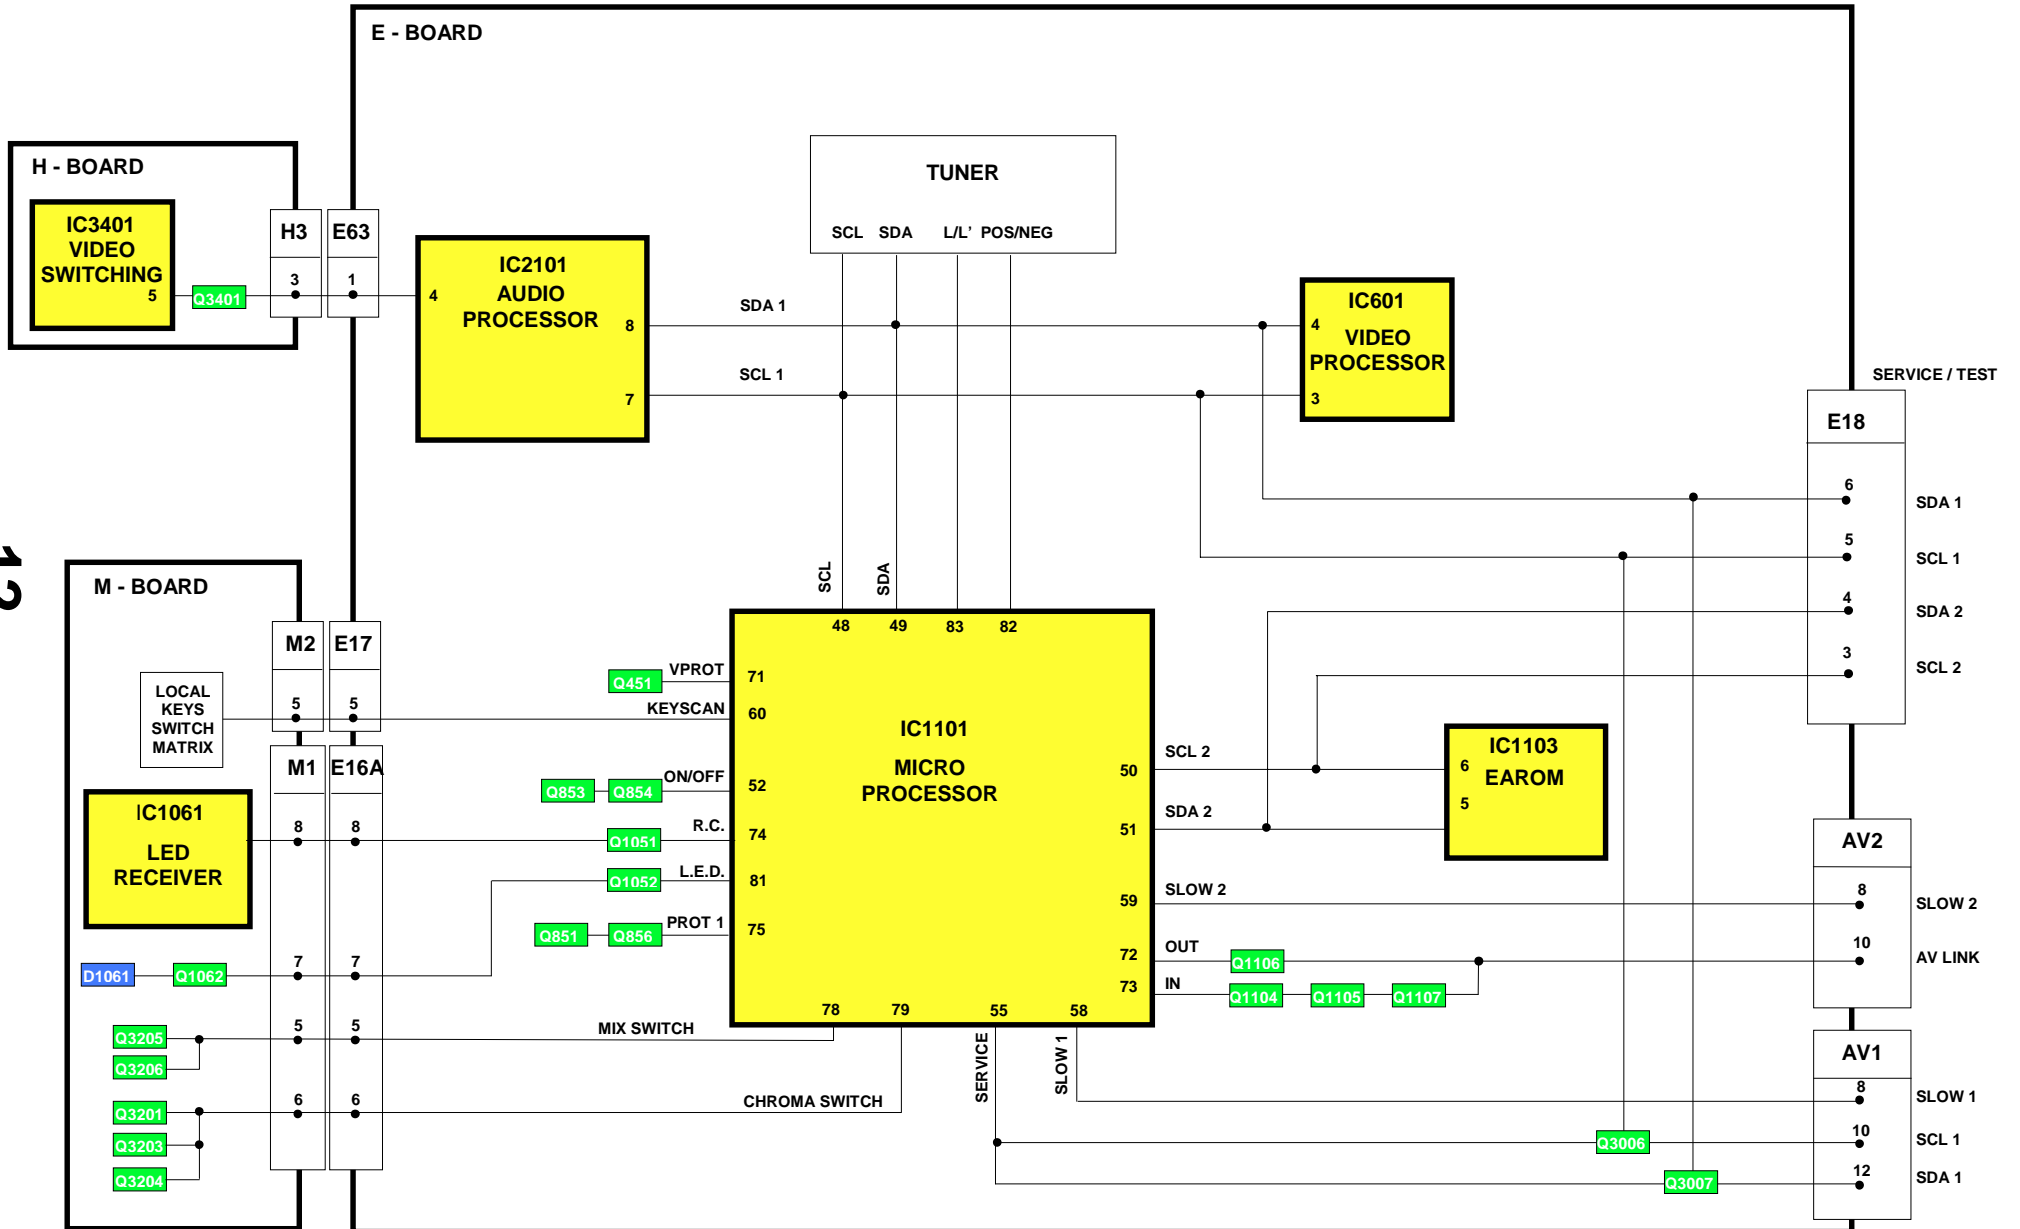 E - BOARD
H - BOARD
IC3401
VIDEO
SWITCHING
5
Q3401
H3
3
E63
1
4
IC2101
AUDIO
PROCESSOR
8
7
TUNER
SCL SDA L/L' POS/NEG
SDA 1
SCL 1
IC601
4
VIDEO
PROCESSOR
3
SERVICE / TEST
E18
6
SDA 1
5
SCL 1
4
SDA 2
3
SCL 2
12
M - BOARD
M2
E17
5
5
LOCAL
KEYS
SWITCH
MATRIX
M1
E16A
IC1061
LED
RECEIVER
8
8
D1061
Q1062
7
7
Q3205
Q3206
5
5
MIX SWITCH
Q3201
Q3203
Q3204
6
6
CHROMA SWITCH
SCL
SDA
48 49 83 82
Q451
VPROT
71
KEYSCAN
60
Q853
Q854
ON/OFF
52
Q1051
R.C.
74
Q1052
L.E.D.
81
Q851
Q856
PROT 1
75
IC1101
MICRO
PROCESSOR
78 79 55 58
SERVICE
SLOW 1
50
SCL 2
51
SDA 2
IC1103
6
EAROM
5
59
SLOW 2
72
OUT
Q1106
73
IN
Q1104
Q1105
Q1107
AV2
8
SLOW 2
10
AV LINK
AV1
8
SLOW 1
10
SCL 1
Q3006
12
SDA 1
Q3007